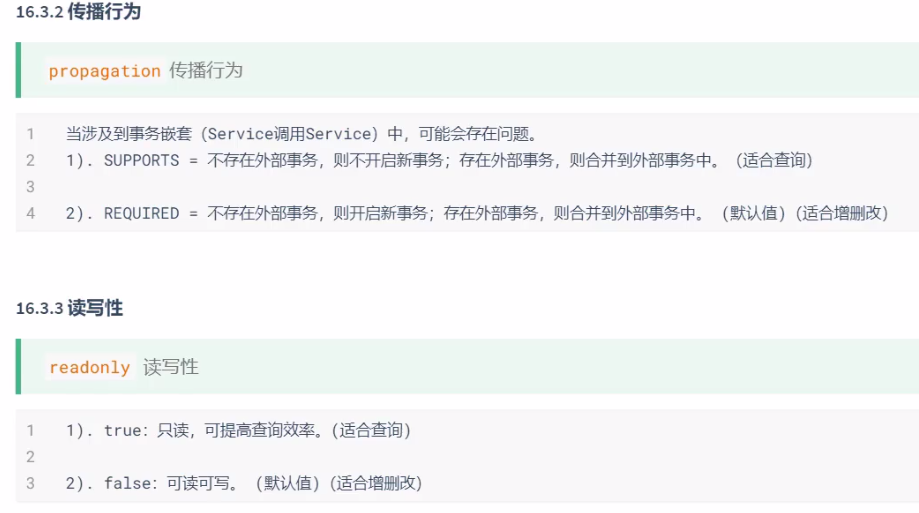 16.3.2 传播行为
propagation 传播行为
1 当涉及到事务嵌套（Service调用Service）中，可能会存在问题。
2 1). SUPPORTS = 不存在外部事务，则不开启新事务；存在外部事务，则合并到外部事务中。（适合查询）
3
4 2). REQUIRED = 不存在外部事务，则开启新事务；存在外部事务，则合并到外部事务中。 （默认值）（适合增删改）
16.3.3 读写性
readonly 读写性
1 1). true：只读，可提高查询效率。（适合查询）
2
3 2). false：可读可写。 （默认值）（适合增删改）